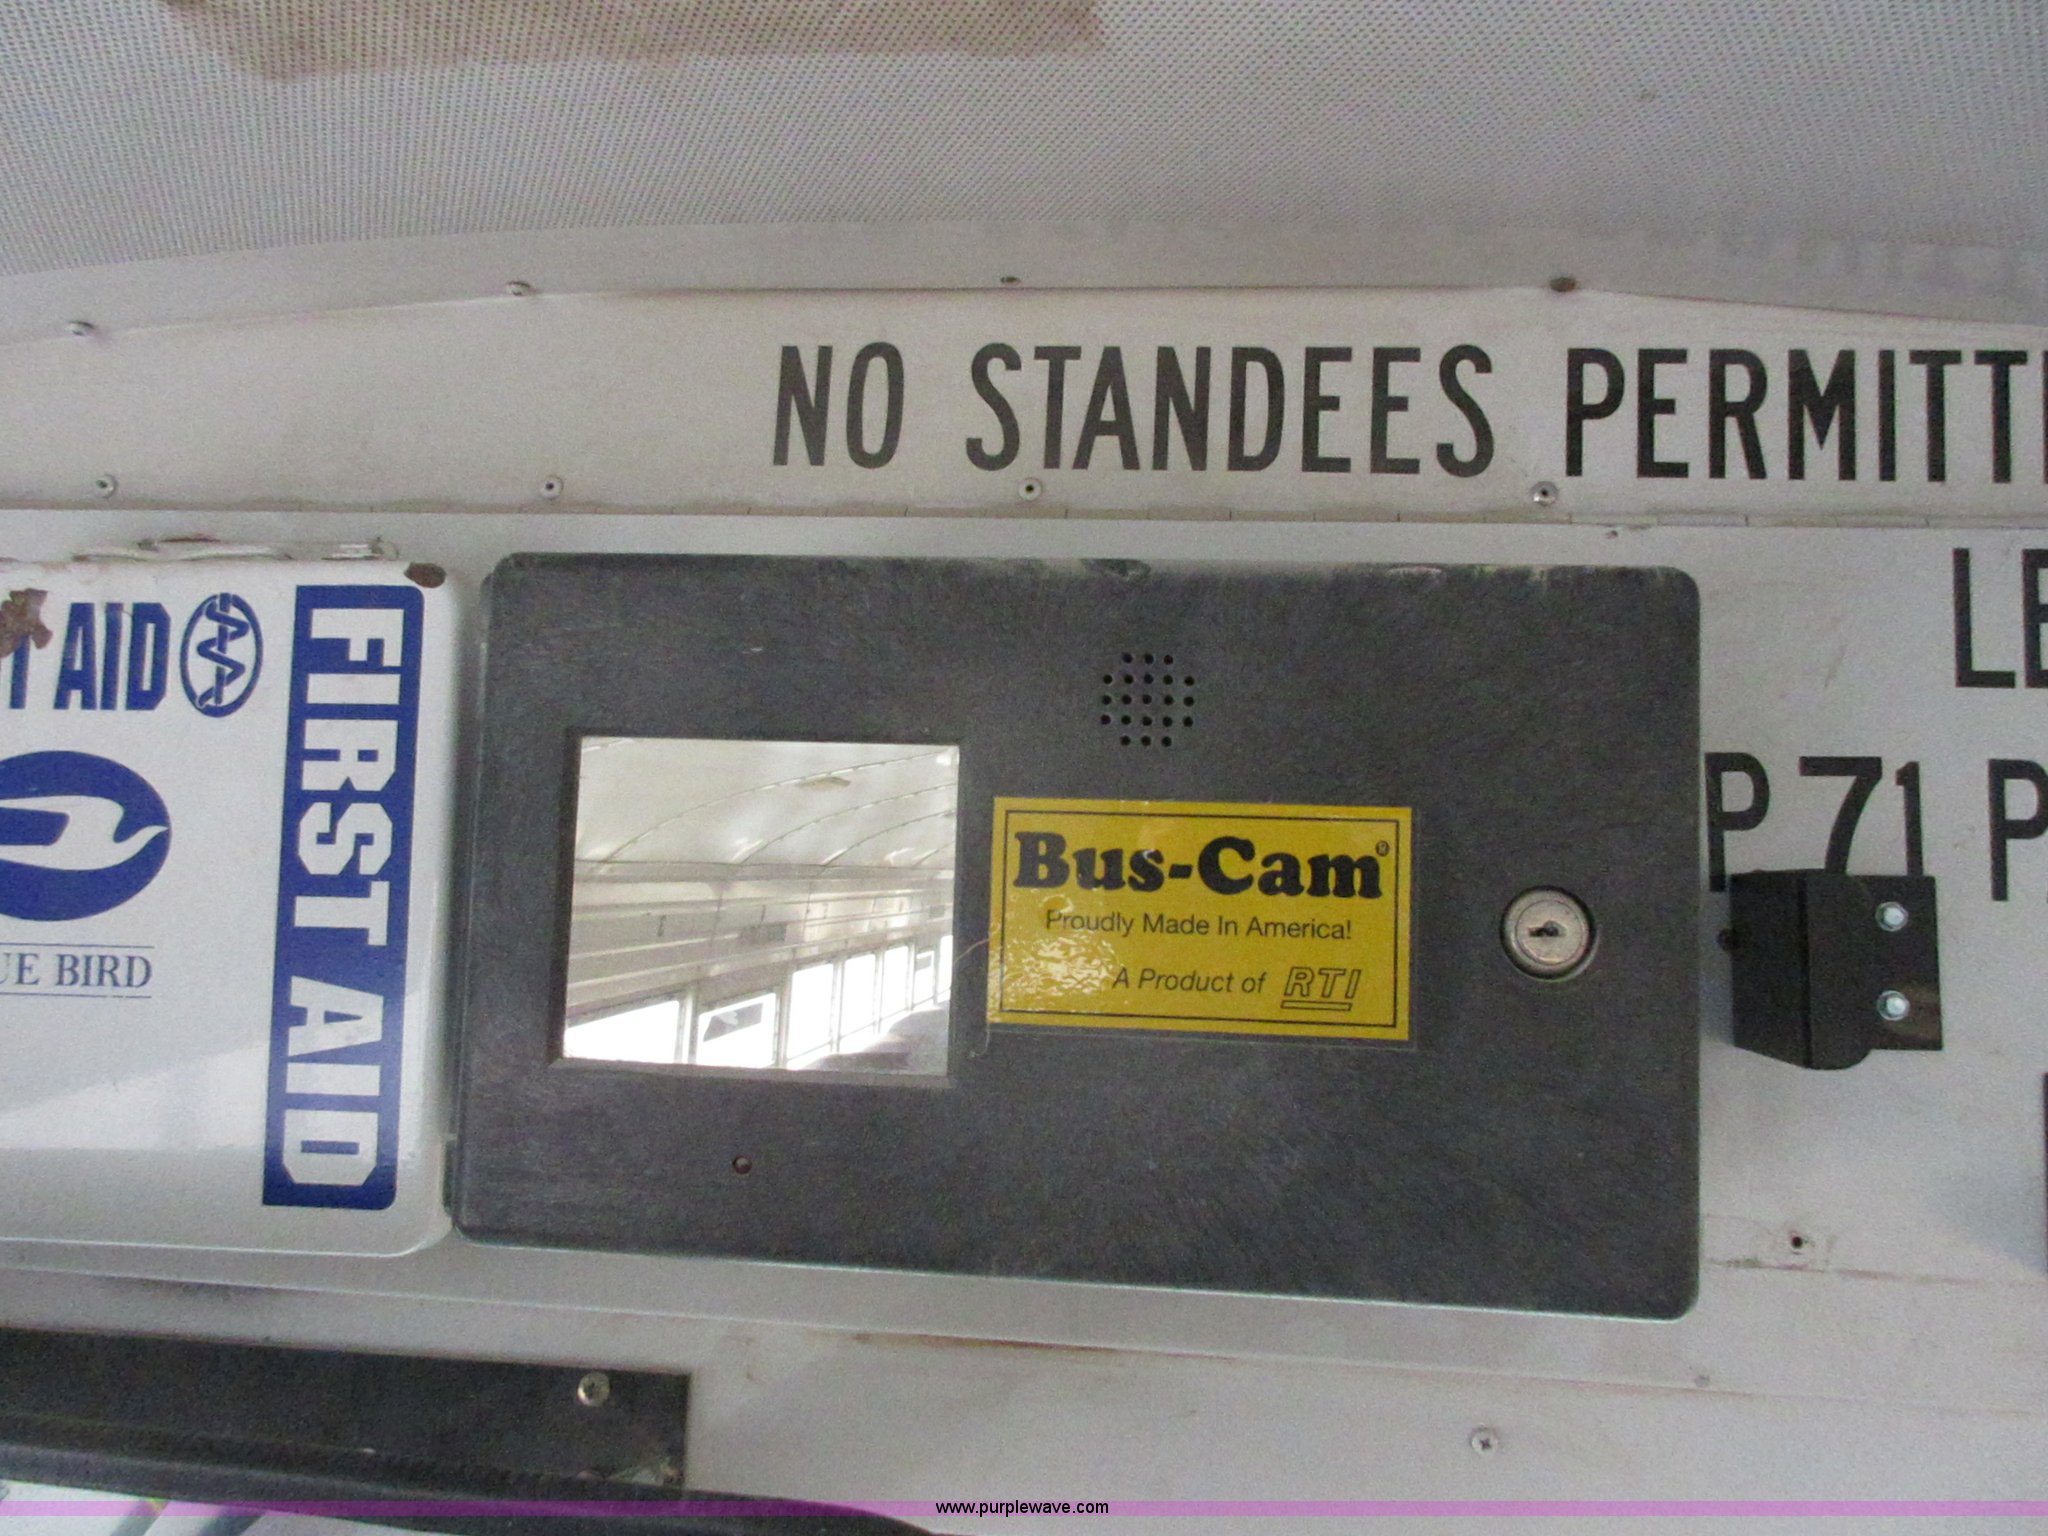 NO STANDEES PERMITTE
LE
P 71 P
T AID
FIRST AID
UE BIRD
Bus-Cam®
Proudly Made In America!
A Product of RTI
www.purplewave.com